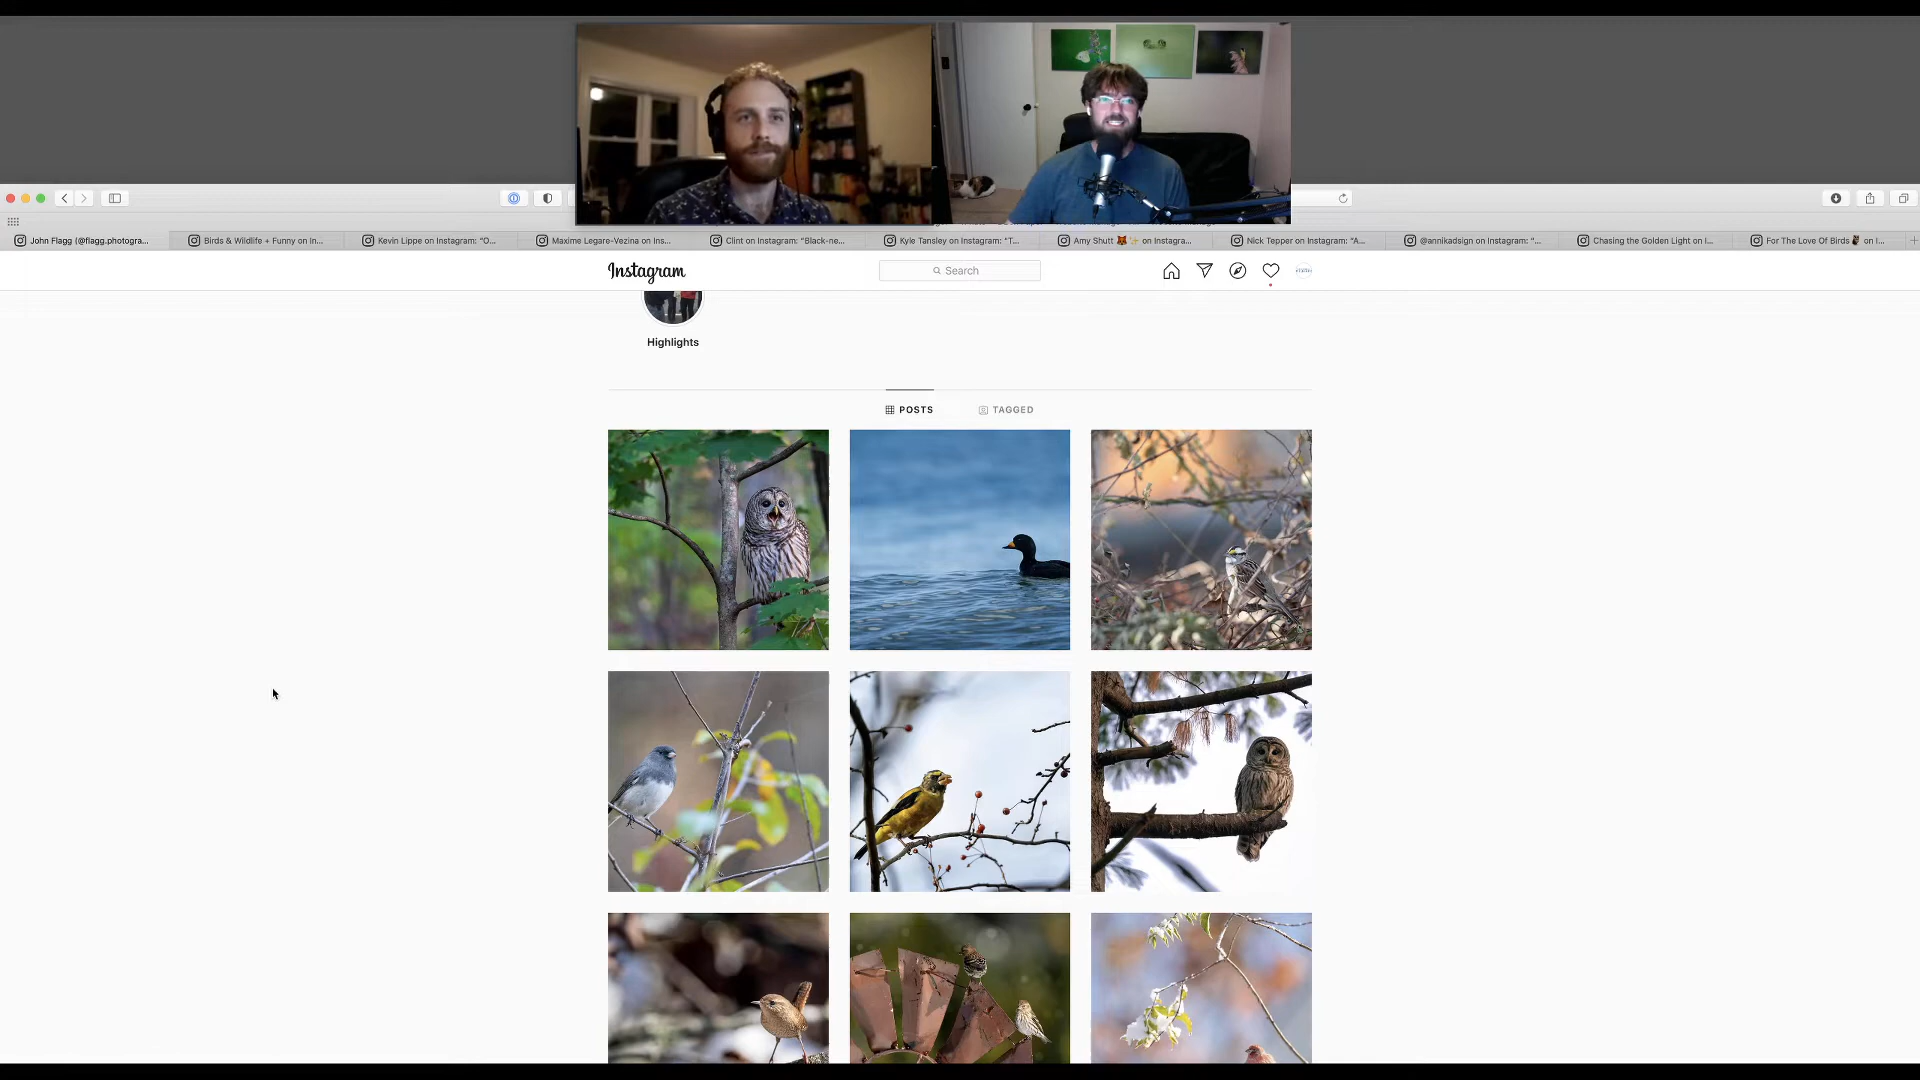 John Flagg (@flagg.photogra...
Birds & Wildlife + Funny on In...
Kevin Lippe on Instagram: “O...
Maxime Legare-Vezina on Ins...
Clint on Instagram: “Black-ne...
Kyle Tansley on Instagram: “T...
Amy Shutt 🦊✨ on Instagra...
Nick Tepper on Instagram: “A...
@annikadsign on Instagram: “...
Chasing the Golden Light on I...
For The Love Of Birds🦉 on I...
Instagram
Search
Highlights
POSTS
TAGGED